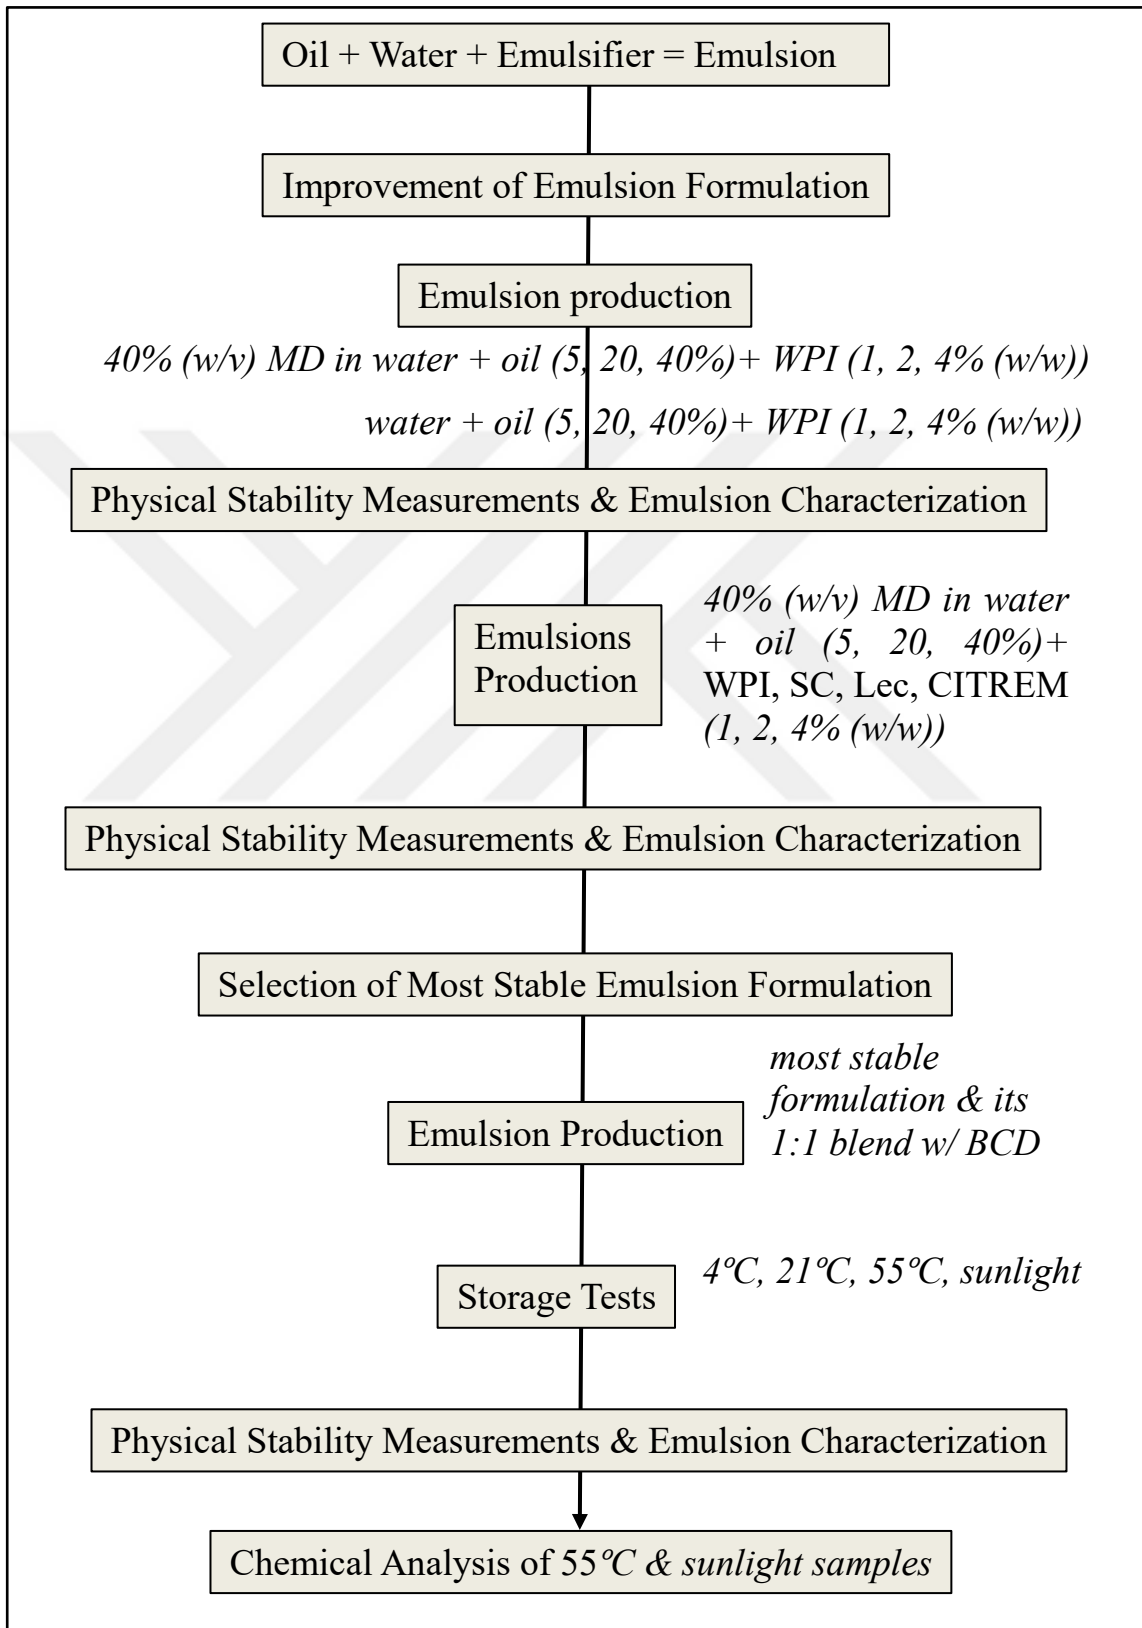 Oil + Water + Emulsifier = Emulsion
Improvement of Emulsion Formulation
Emulsion production
40% (w/v) MD in water + oil (5, 20, 40%)+ WPI (1, 2, 4% (w/w))
water + oil (5, 20, 40%)+ WPI (1, 2, 4% (w/w))
Physical Stability Measurements & Emulsion Characterization
Emulsions
Production
40% (w/v) MD in water
+ oil (5, 20, 40%)+
WPI, SC, Lec, CITREM
(1, 2, 4% (w/w))
Physical Stability Measurements & Emulsion Characterization
Selection of Most Stable Emulsion Formulation
Emulsion Production
most stable
formulation & its
1:1 blend w/ BCD
Storage Tests
4ºC, 21ºC, 55ºC, sunlight
Physical Stability Measurements & Emulsion Characterization
Chemical Analysis of 55ºC & sunlight samples